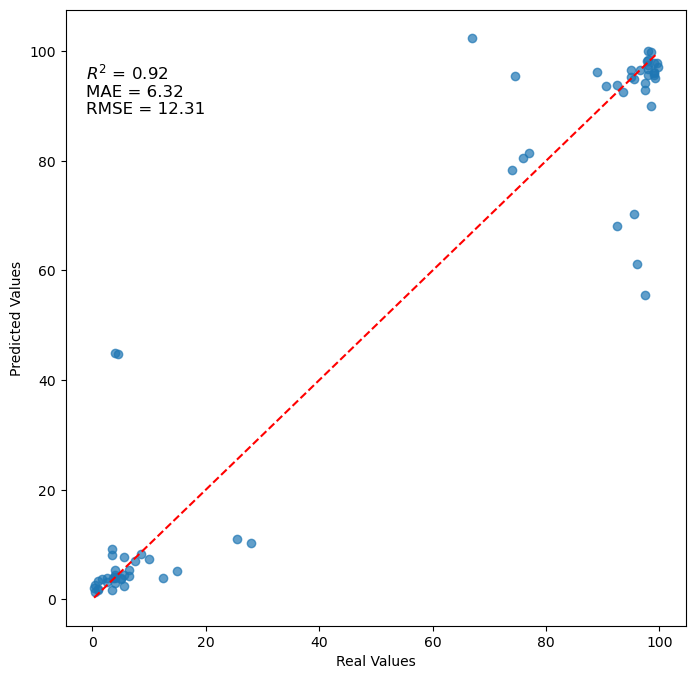 R² = 0.92
MAE = 6.32
RMSE = 12.31
100
80
60
40
20
0
Predicted Values
0 20 40 60 80 100
Real Values